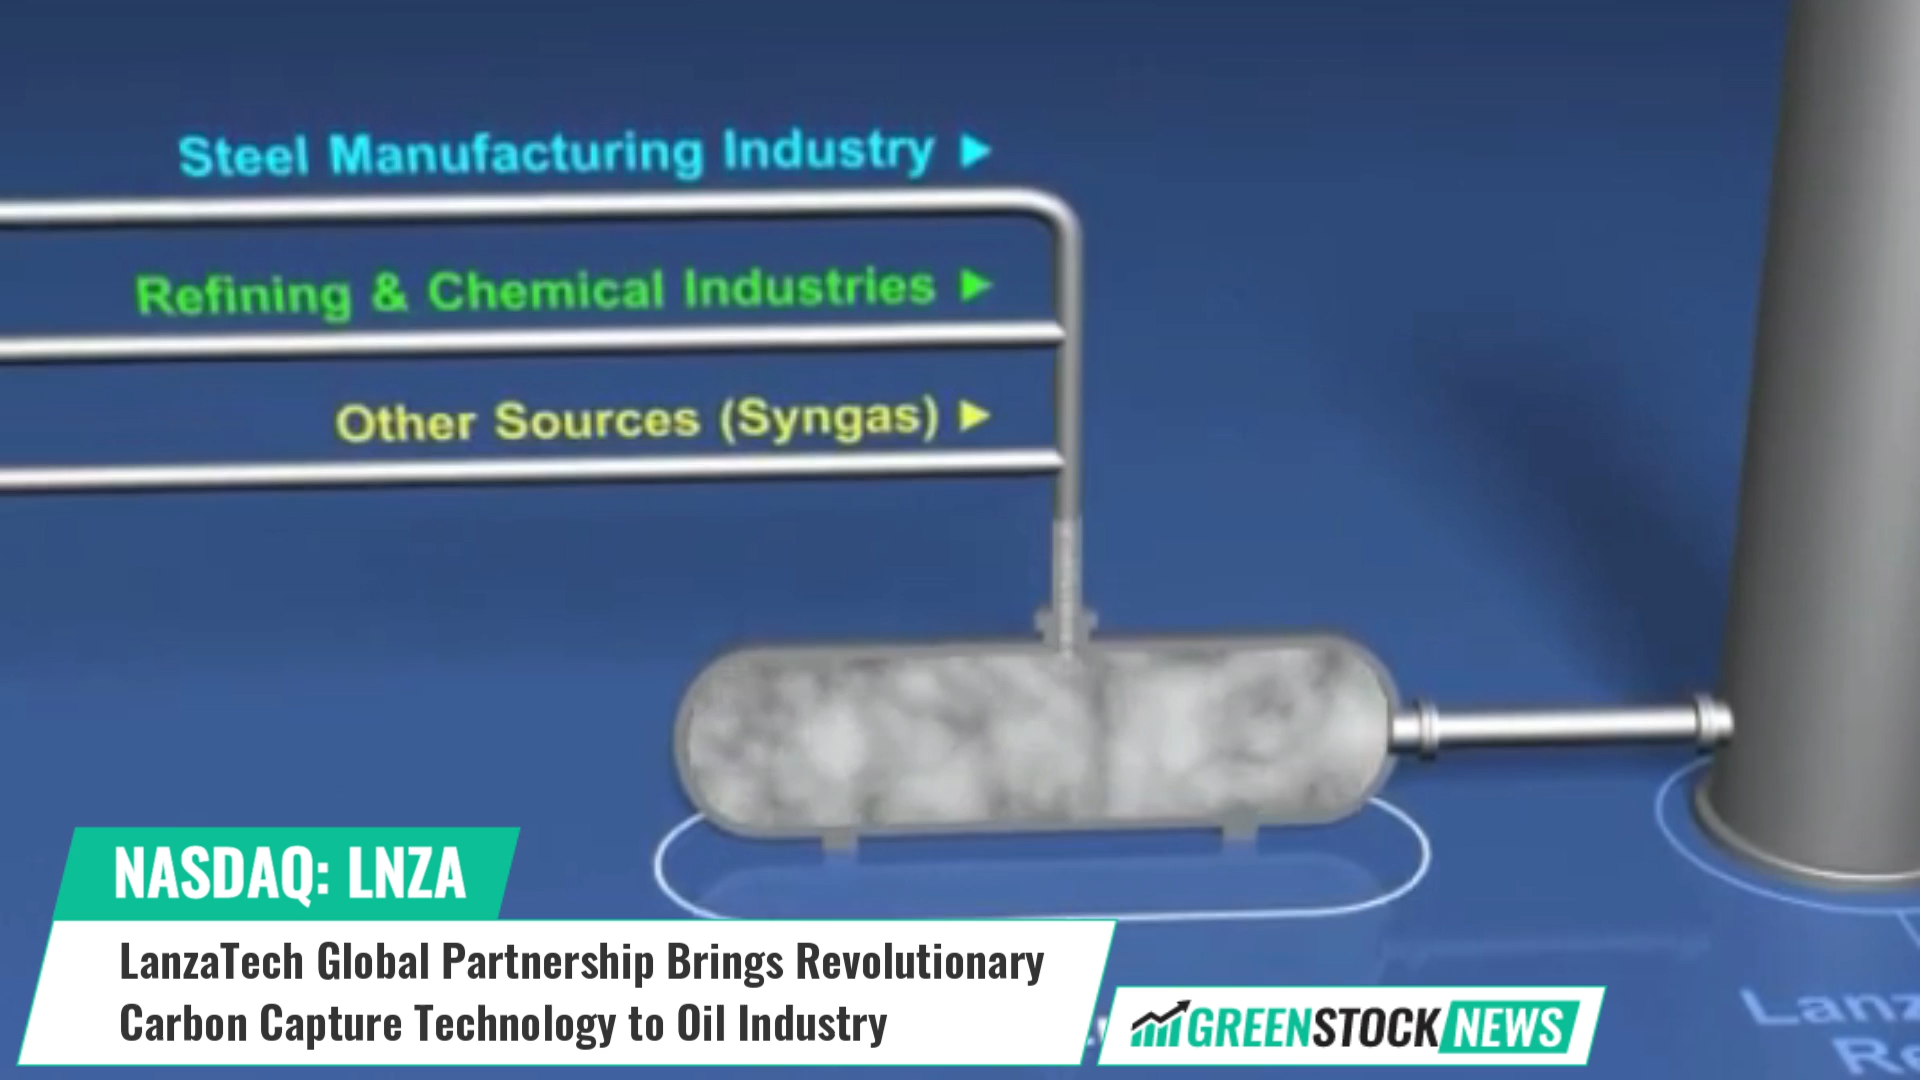 Steel Manufacturing Industry ►
Refining & Chemical Industries ►
Other Sources (Syngas) ►
NASDAQ: LNZA
LanzaTech Global Partnership Brings Revolutionary
Carbon Capture Technology to Oil Industry
GREENSTOCK NEWS